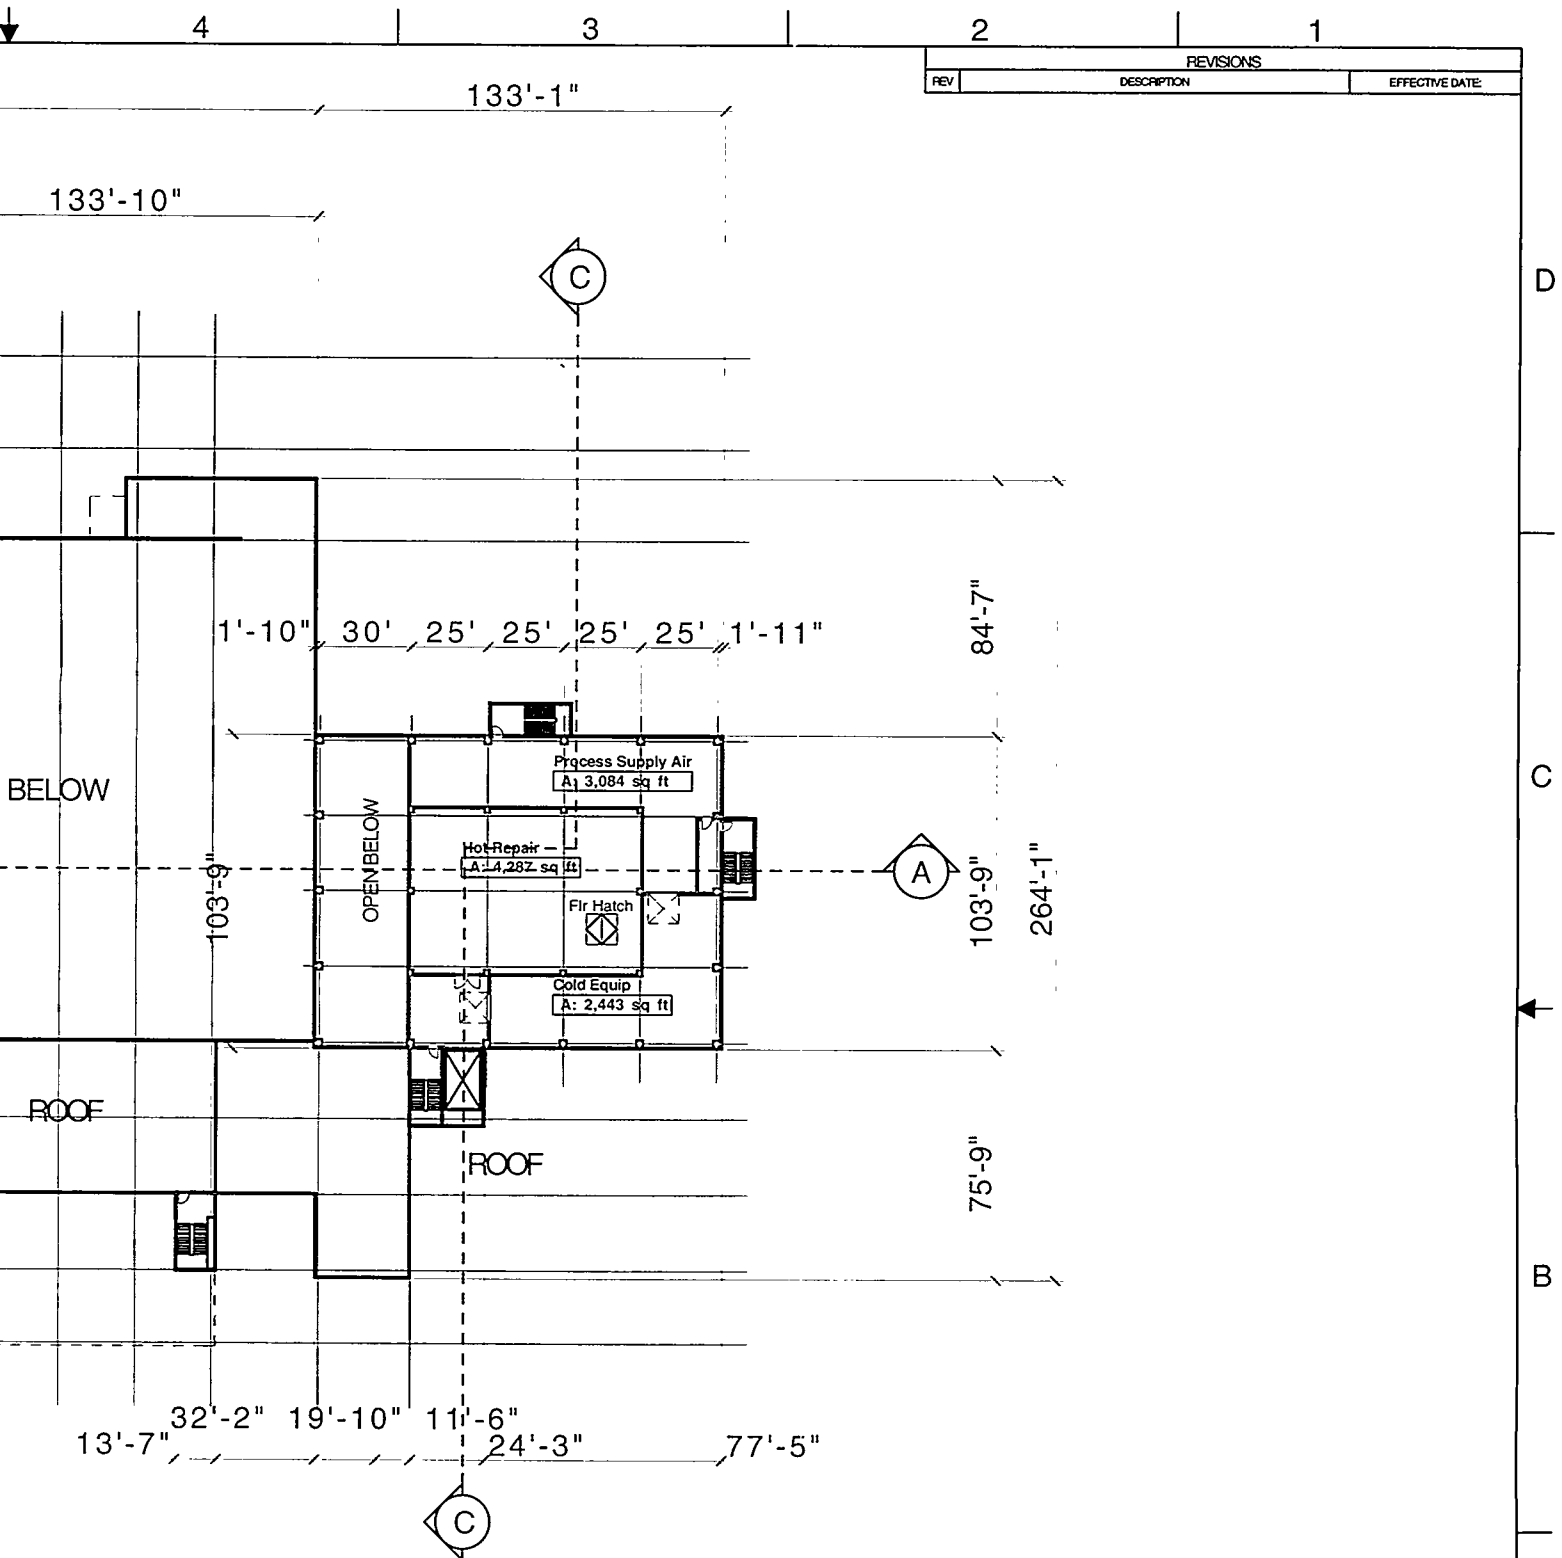 4 3 2 1
REVISIONS
REV DESCRIPTION EFFECTIVE DATE:
133'-1"
133'-10"
C
D
84'-7"
1'-10" 30' 25' 25' 25' 25' 1'-11"
Process Supply Air
A: 3,084 sq ft
BELOW
C
OPEN BELOW
Hot Repair
A: 4,287 sq ft
A
103'-9"
103'-9"
264'-1"
Flr Hatch
Cold Equip
A: 2,443 sq ft
ROOF
ROOF
75'-9"
B
32'-2" 19'-10" 11'-6"
13'-7" 24'-3" 77'-5"
C